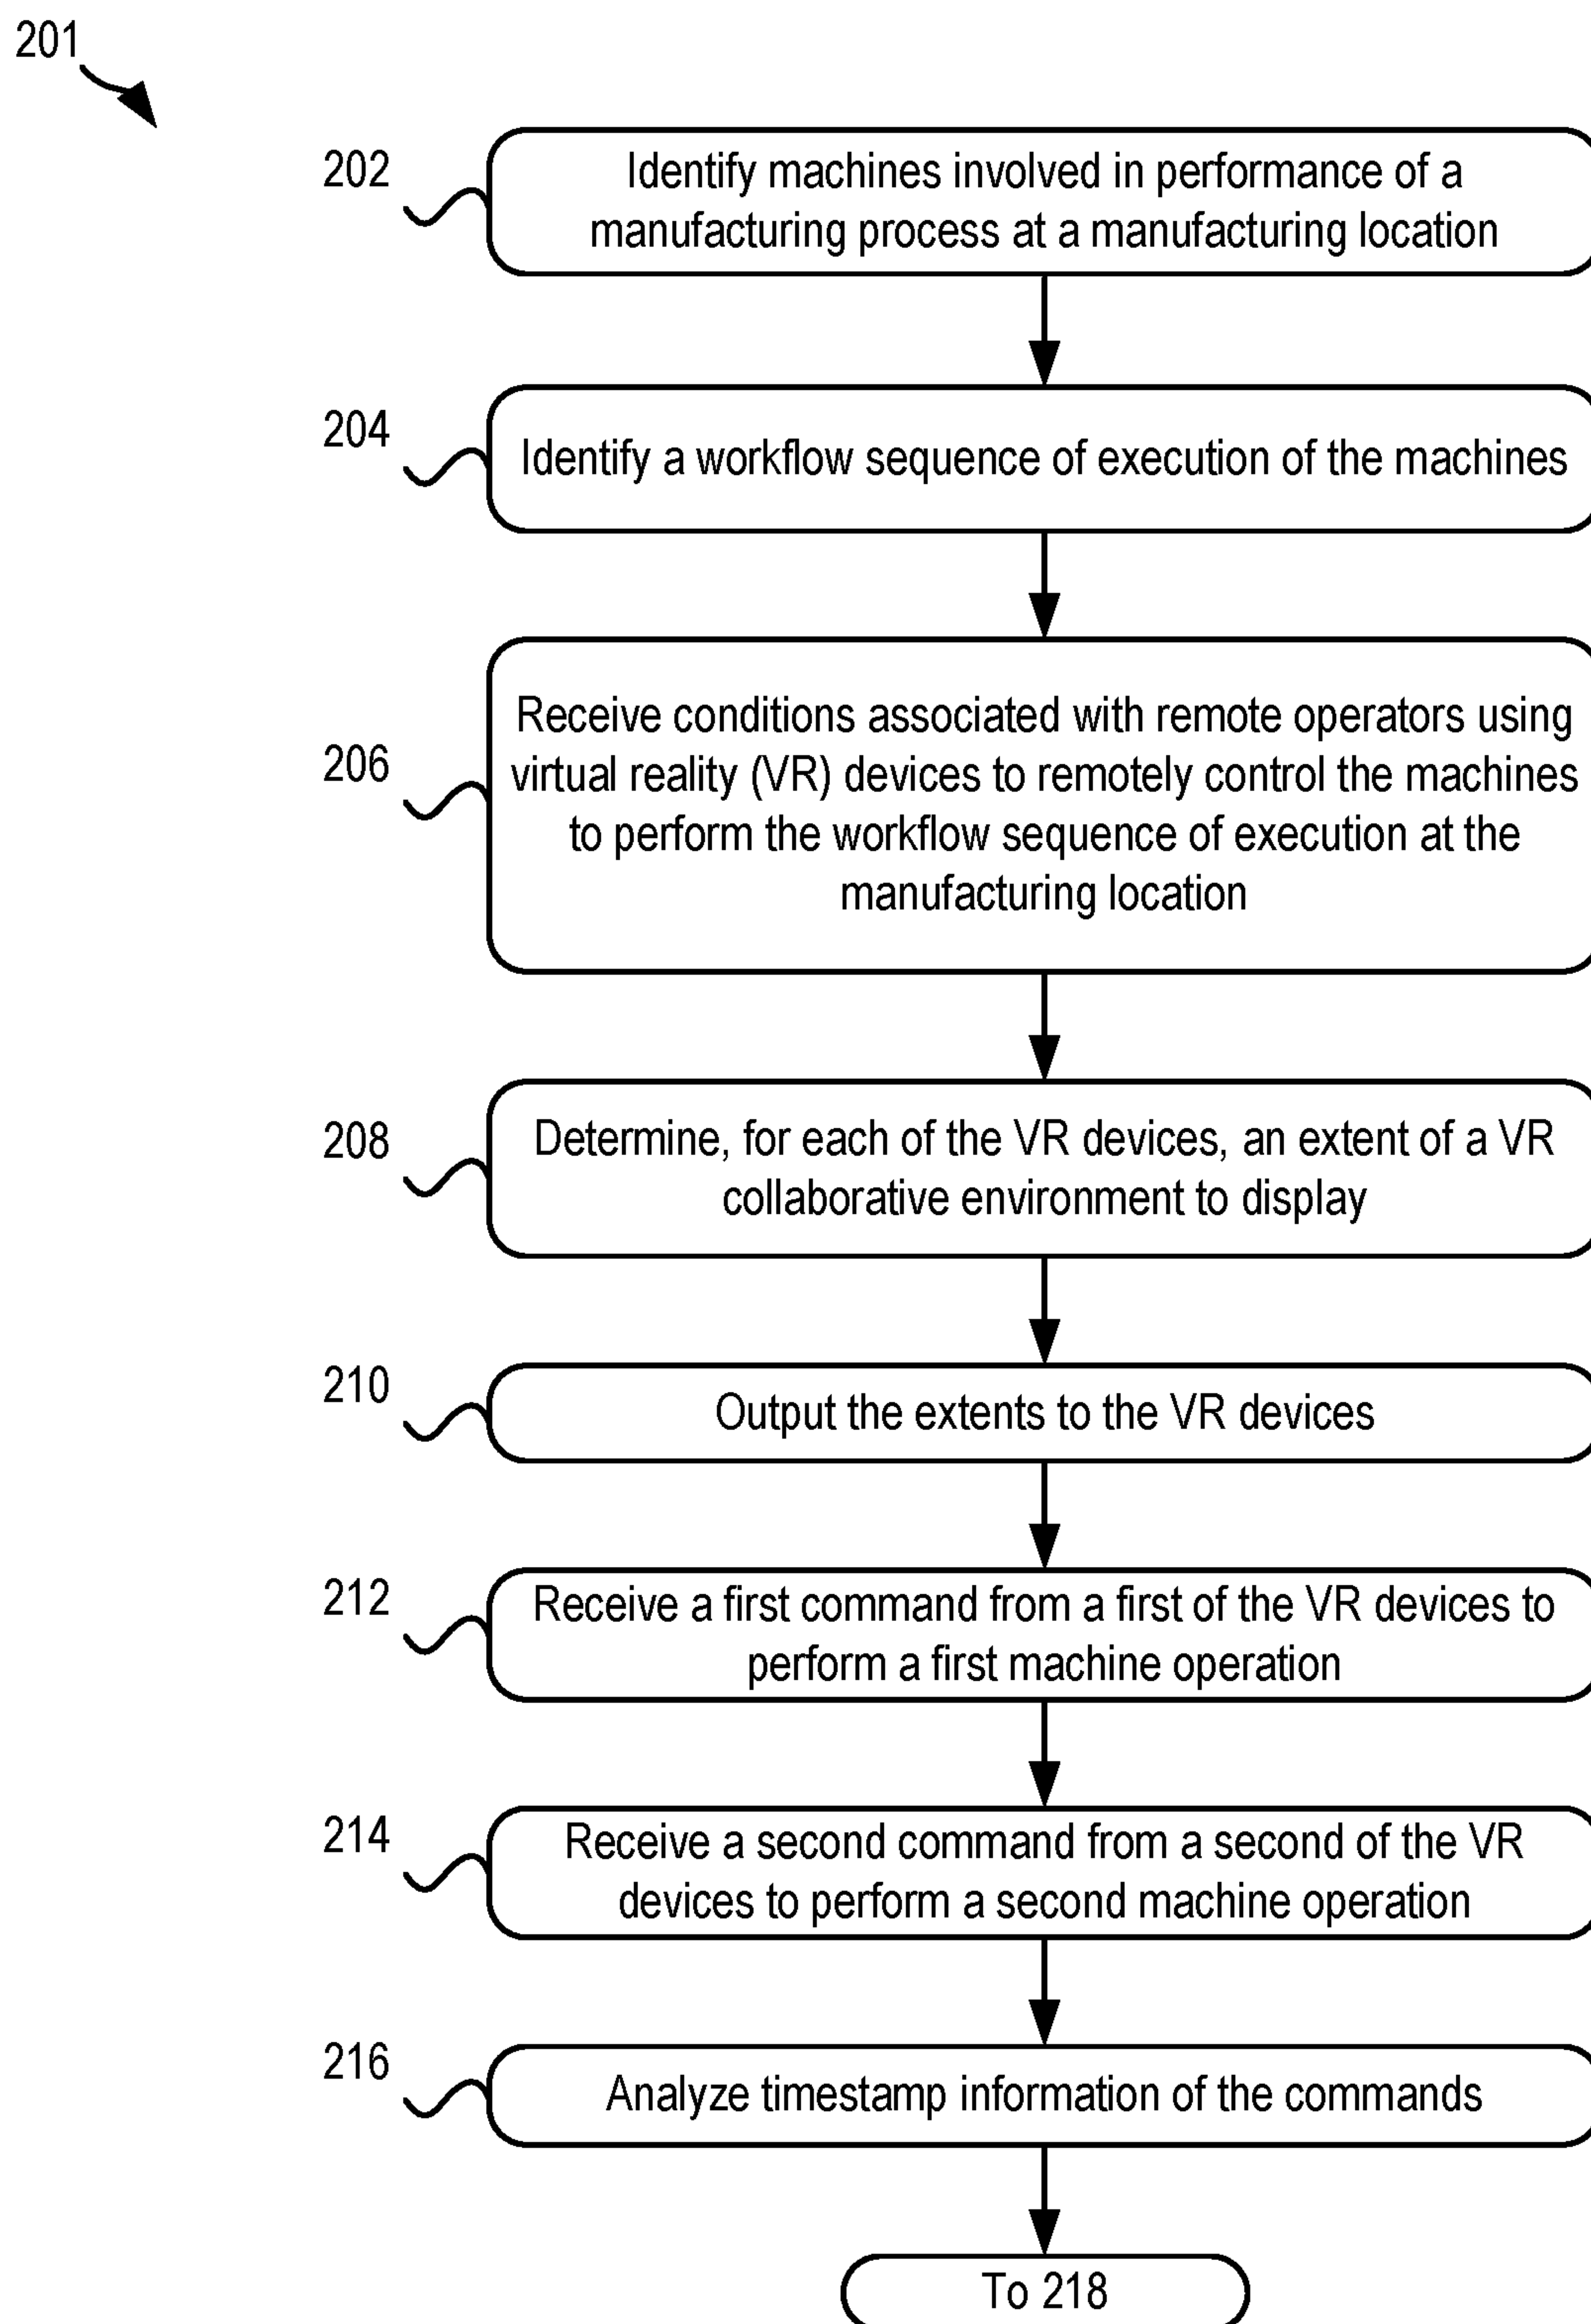 201
202
Identify machines involved in performance of a
manufacturing process at a manufacturing location
204
Identify a workflow sequence of execution of the machines
206
Receive conditions associated with remote operators using
virtual reality (VR) devices to remotely control the machines
to perform the workflow sequence of execution at the
manufacturing location
208
Determine, for each of the VR devices, an extent of a VR
collaborative environment to display
210
Output the extents to the VR devices
212
Receive a first command from a first of the VR devices to
perform a first machine operation
214
Receive a second command from a second of the VR
devices to perform a second machine operation
216
Analyze timestamp information of the commands
To 218